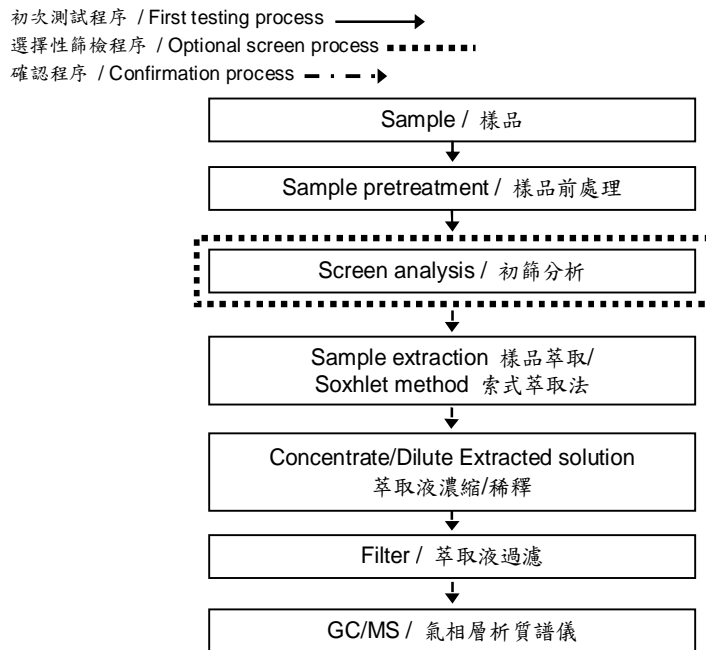 初次測試程序 / First testing process
選擇性篩檢程序 / Optional screen process
確認程序 / Confirmation process
Sample / 樣品
Sample pretreatment / 樣品前處理
Screen analysis / 初篩分析
Sample extraction 樣品萃取/
Soxhlet method 索式萃取法
Concentrate/Dilute Extracted solution
萃取液濃縮/稀釋
Filter / 萃取液過濾
GC/MS / 氣相層析質譜儀